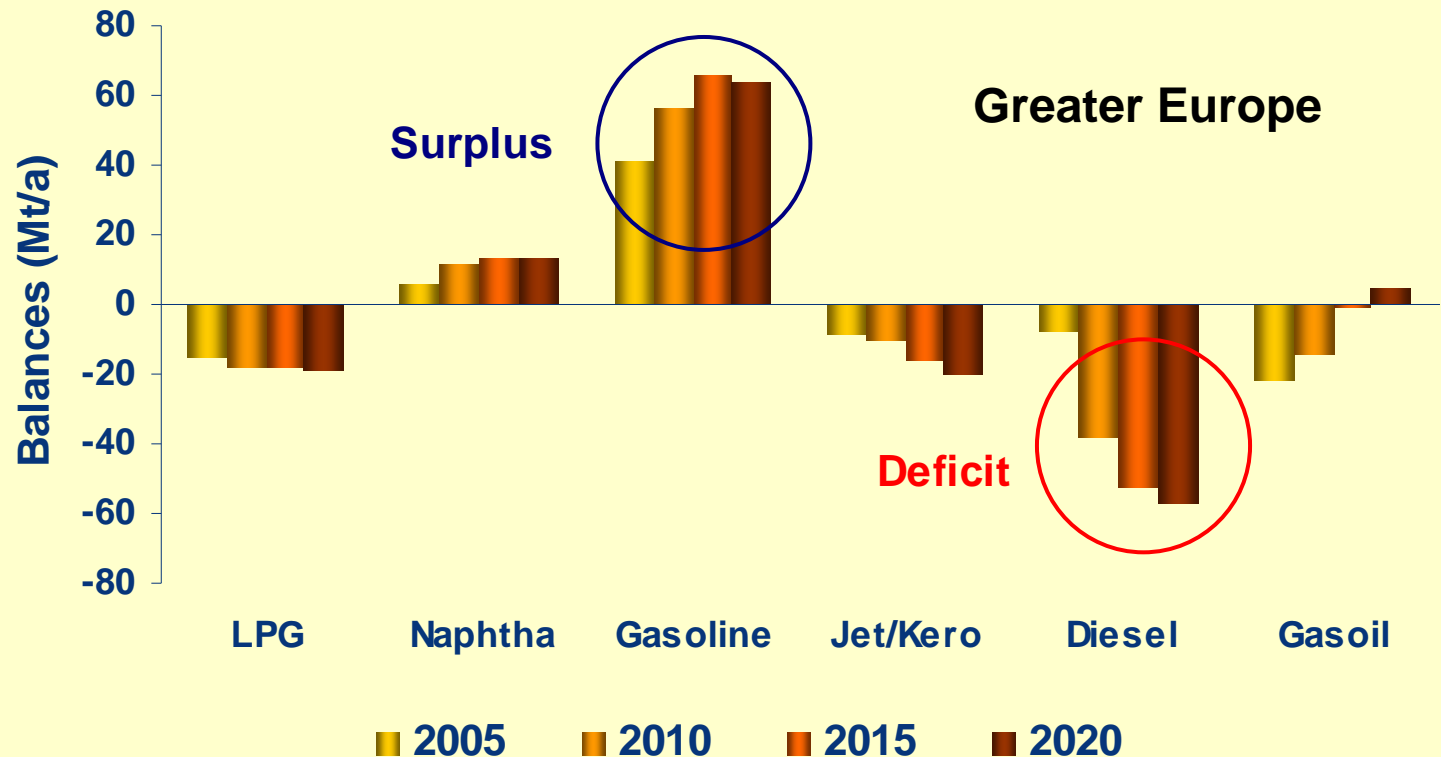 80
60
40
20
0
-20
-40
-60
-80
Balances (Mt/a)
Greater Europe
Surplus
Deficit
LPG Naphtha Gasoline Jet/Kero Diesel Gasoil
2005 2010 2015 2020